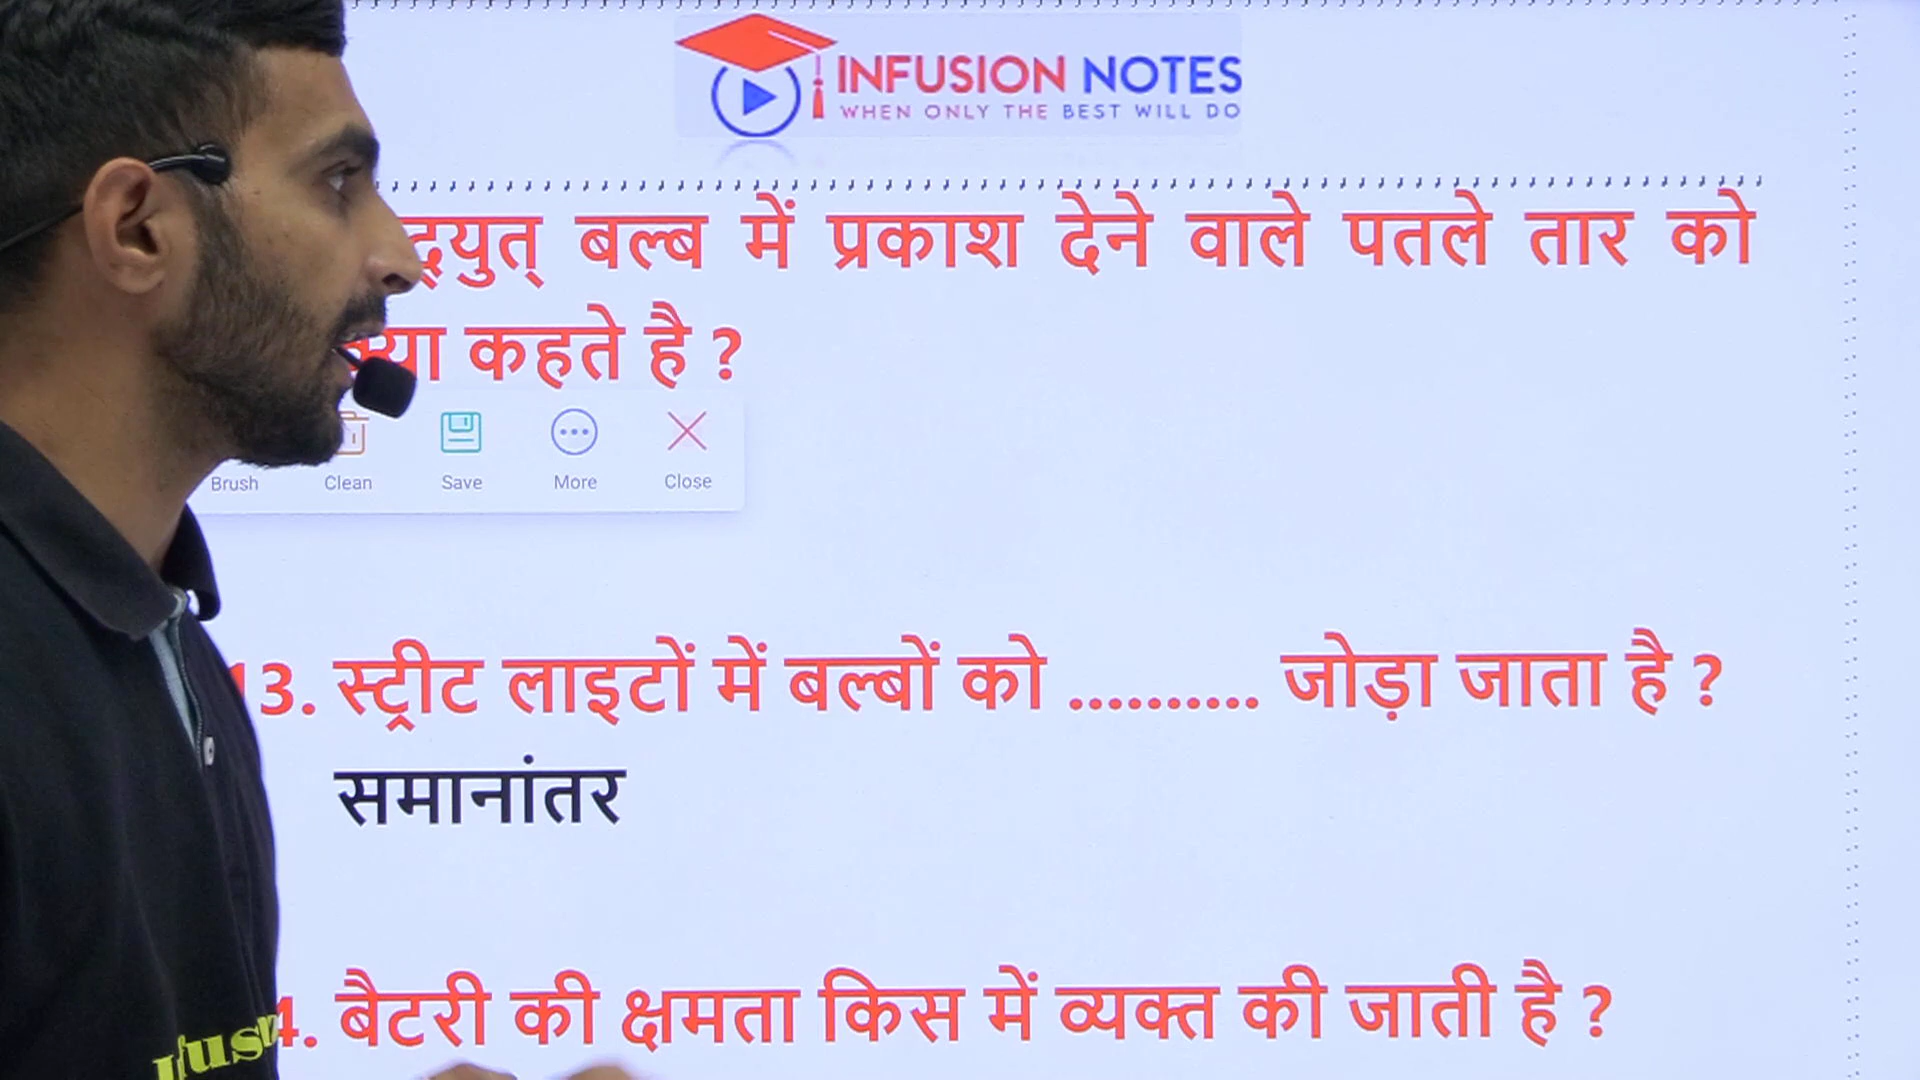 INFUSION NOTES
WHEN ONLY THE BEST WILL DO
बल्ब में प्रकाश देने वाले पतले तार को
कहते है ?
Brush Clean Save More Close
13. स्ट्रीट लाइटों में बल्बों को .......... जोड़ा जाता है ?
समानांतर
4. बैटरी की क्षमता किस में व्यक्त की जाती है ?